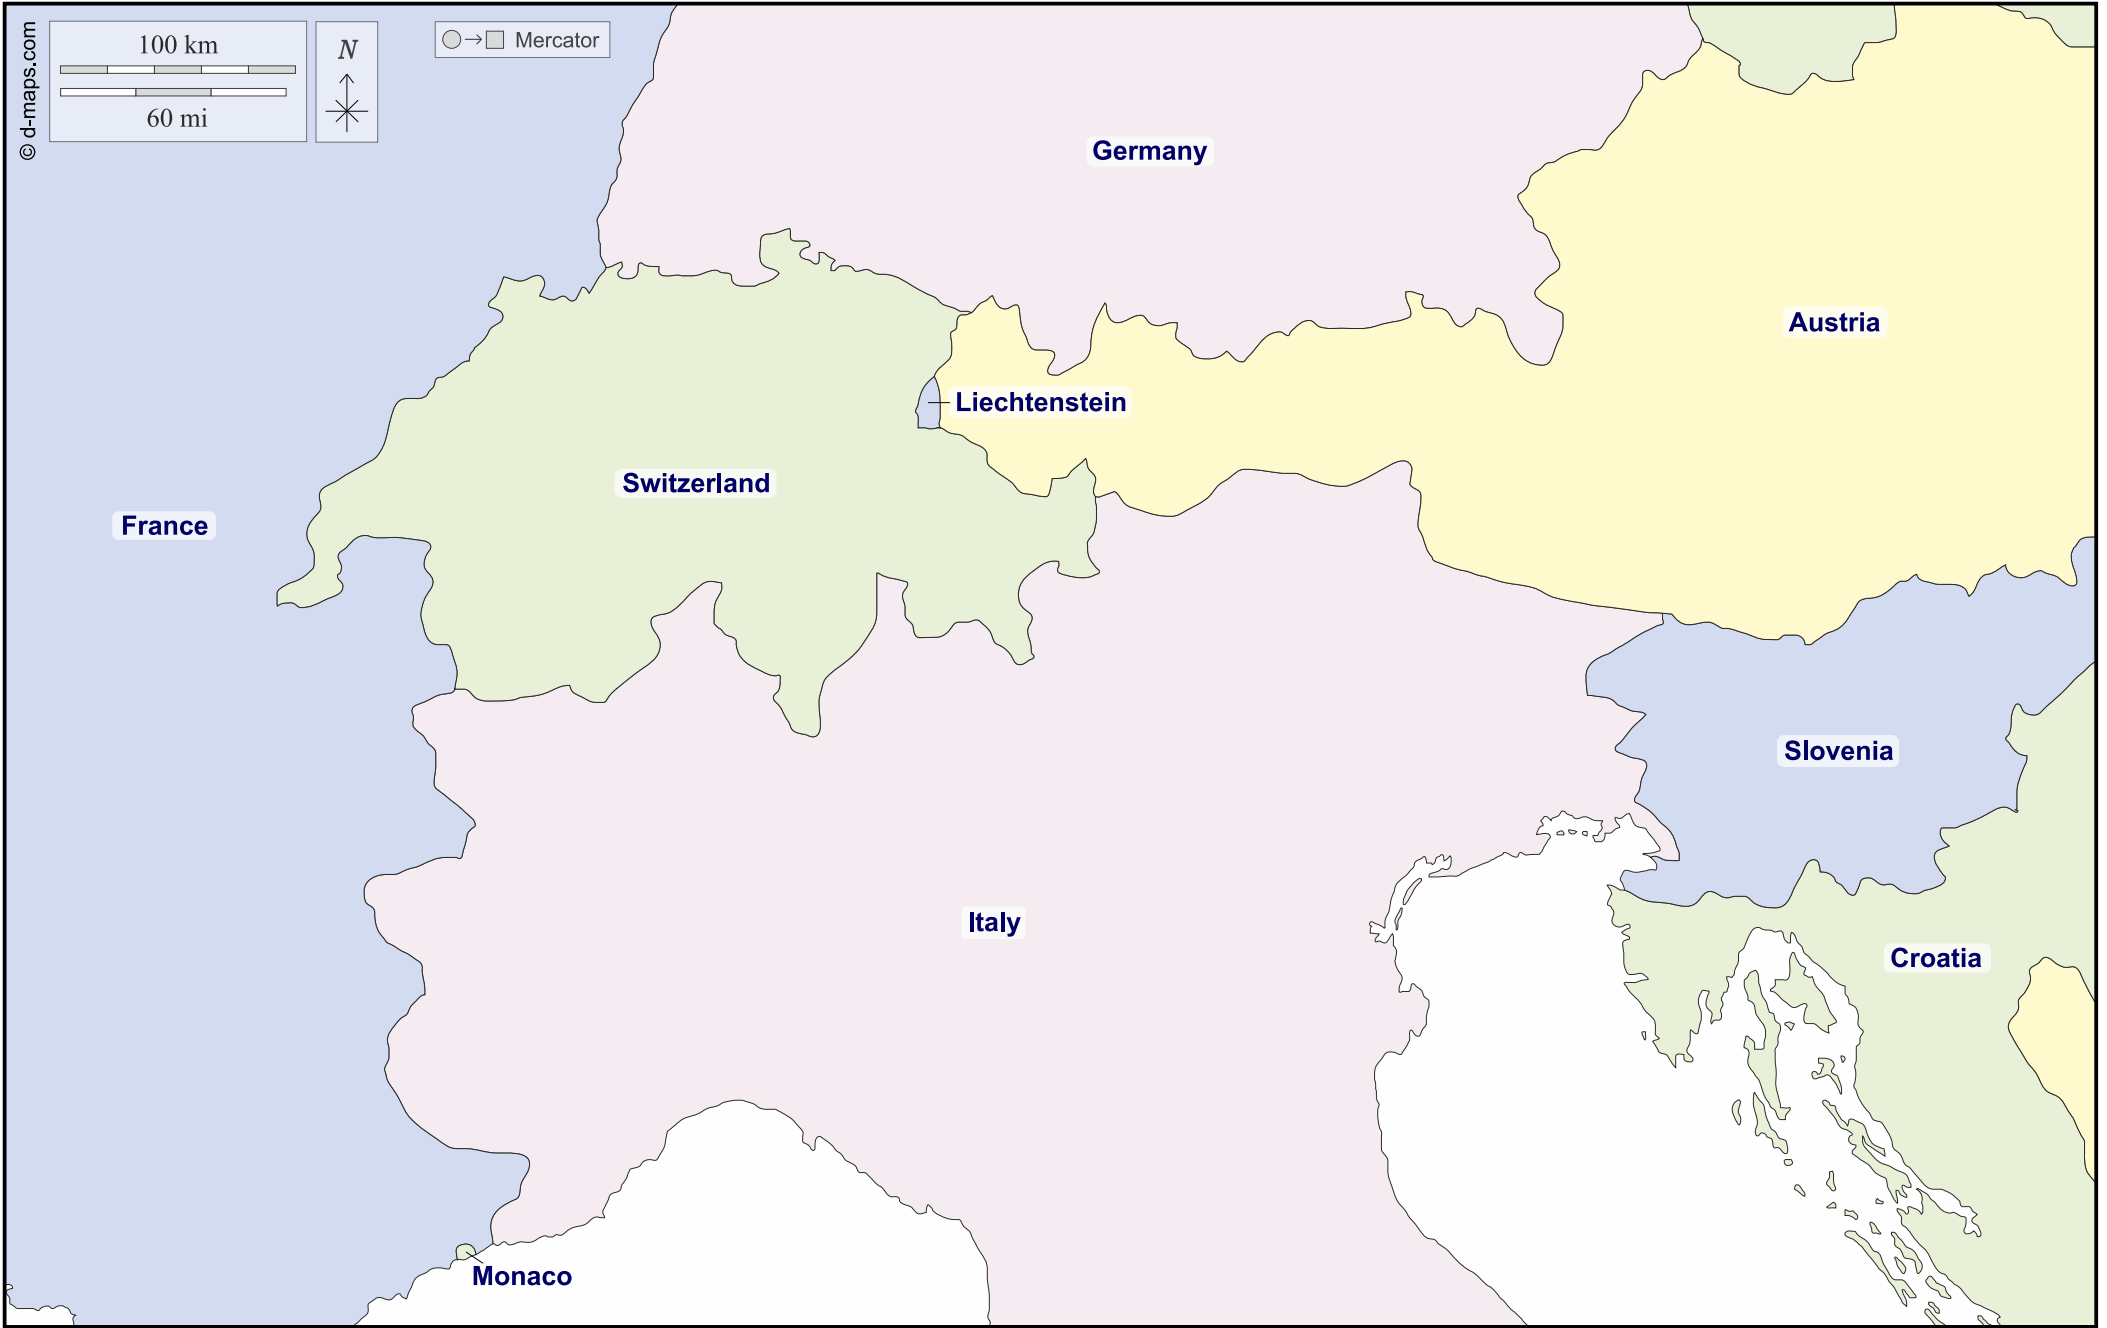 © d-maps.com
100 km
60 mi
N
Mercator
Germany
Austria
Liechtenstein
Switzerland
France
Slovenia
Italy
Croatia
Monaco